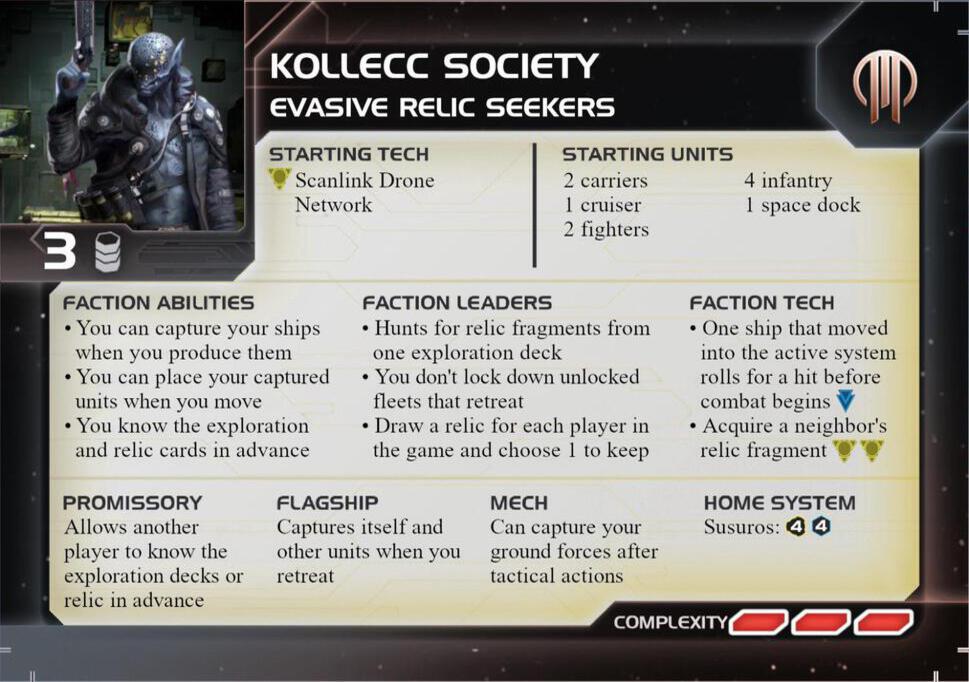 KOLLECC SOCIETY
EVASIVE RELIC SEEKERS
STARTING TECH
Scanlink Drone
Network
STARTING UNITS
2 carriers
1 cruiser
2 fighters
4 infantry
1 space dock
3
FACTION ABILITIES
• You can capture your ships
when you produce them
• You can place your captured
units when you move
• You know the exploration
and relic cards in advance
FACTION LEADERS
• Hunts for relic fragments from
one exploration deck
• You don't lock down unlocked
fleets that retreat
• Draw a relic for each player in
the game and choose 1 to keep
FACTION TECH
• One ship that moved
into the active system
rolls for a hit before
combat begins
• Acquire a neighbor's
relic fragment
PROMISSORY
Allows another
player to know the
exploration decks or
relic in advance
FLAGSHIP
Captures itself and
other units when you
retreat
MECH
Can capture your
ground forces after
tactical actions
HOME SYSTEM
Susuros: 4 4
COMPLEXITY